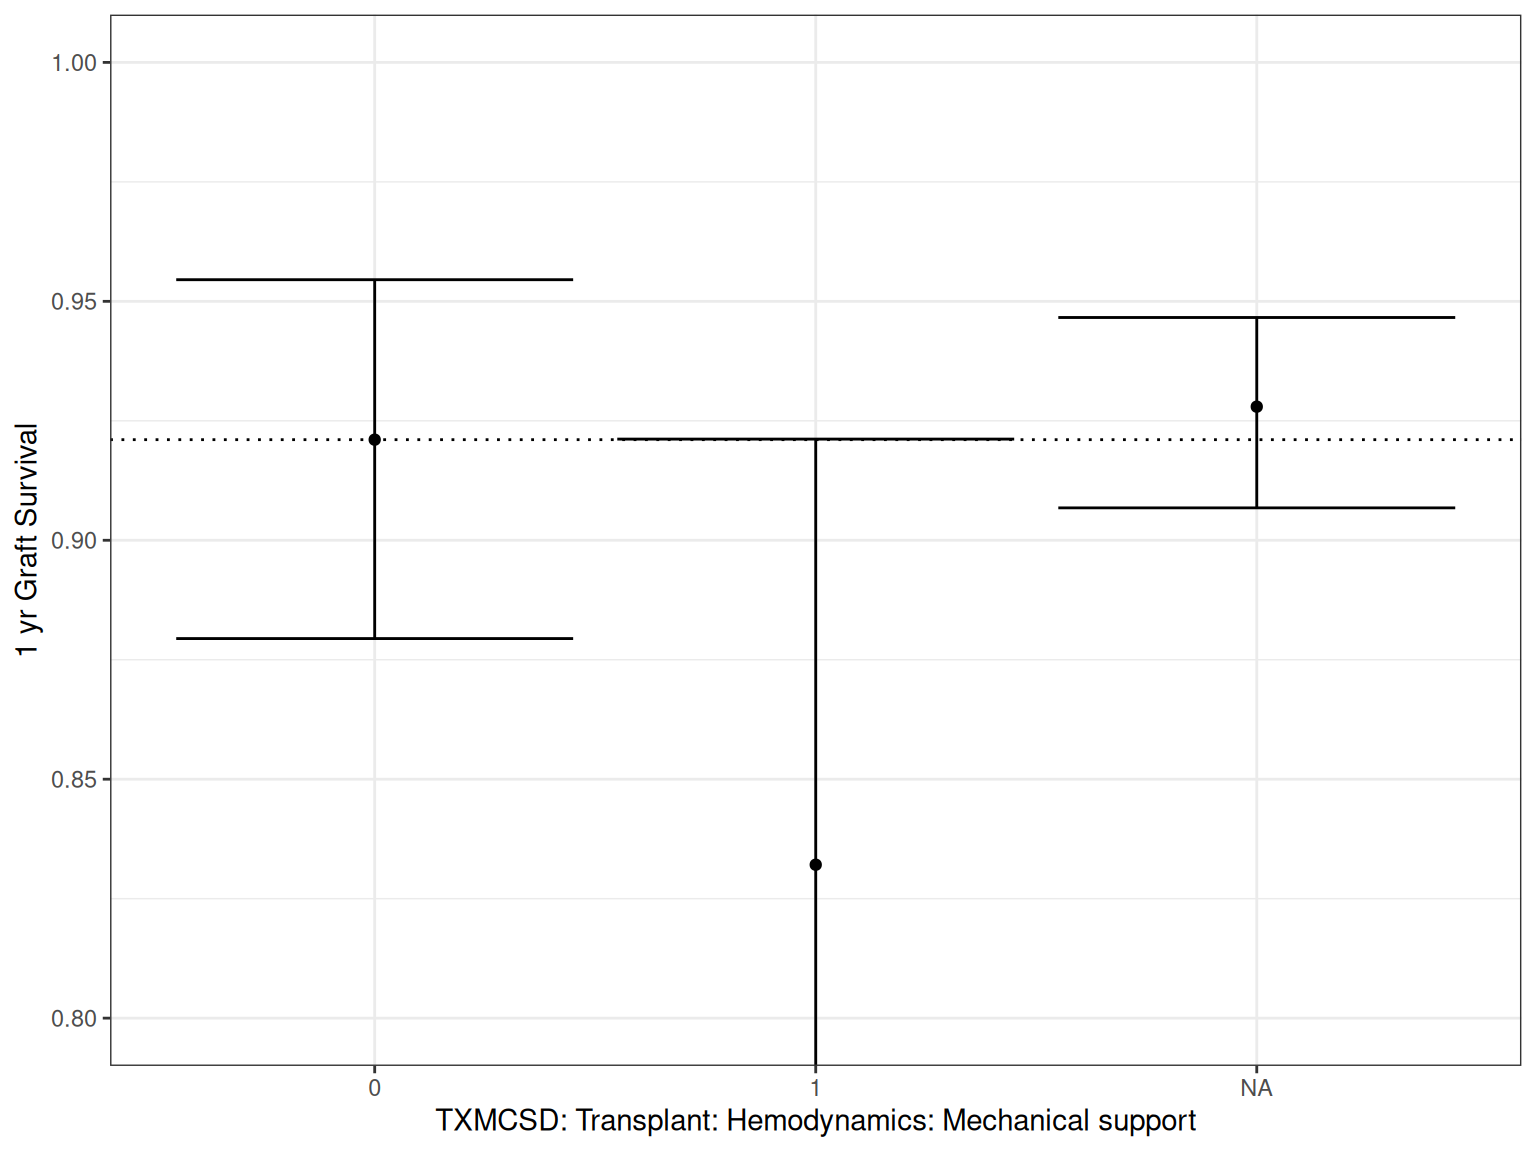 1 yr Graft Survival
1.00
0.95
0.90
0.85
0.80
0 1 NA
TXMCSD: Transplant: Hemodynamics: Mechanical support